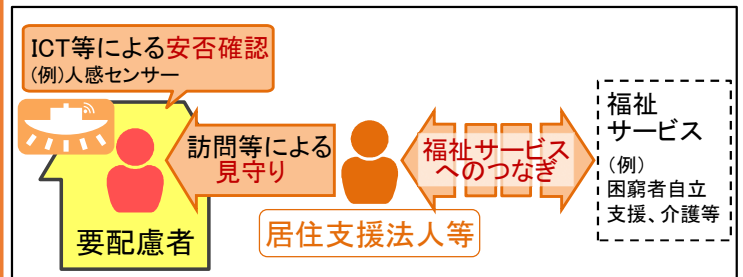 ICT等による安否確認
(例)人感センサー
訪問等による
見守り
要配慮者
居住支援法人等
福祉サービス
へのつなぎ
福祉
サービス
(例)
困窮者自立
支援、介護等